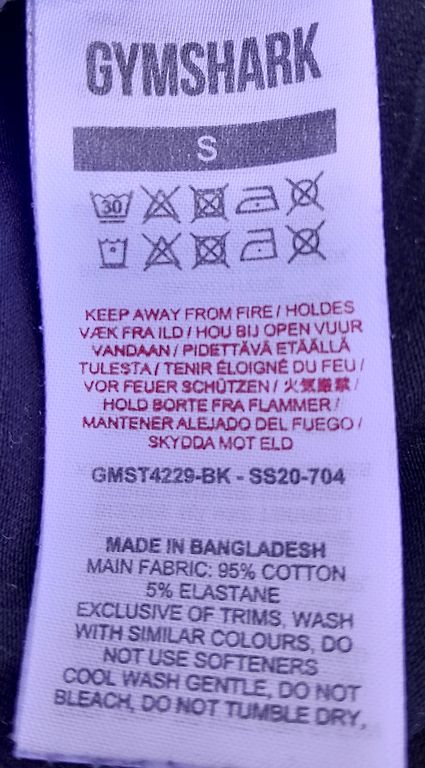 GYMSHARK
S
30
KEEP AWAY FROM FIRE / HOLDES
VÆK FRA ILD / HOU BIJ OPEN VUUR
VANDAAN / PIDETTÄVÄ ETÄÄLLÄ
TULESTA / TENIR ÉLOIGNÉ DU FEU /
VOR FEUER SCHÜTZEN / 火気厳禁 /
HOLD BORTE FRA FLAMMER /
MANTENER ALEJADO DEL FUEGO /
SKYDDA MOT ELD
GMST4229-BK - SS20-704
MADE IN BANGLADESH
MAIN FABRIC: 95% COTTON
5% ELASTANE
EXCLUSIVE OF TRIMS, WASH
WITH SIMILAR COLOURS, DO
NOT USE SOFTENERS
COOL WASH GENTLE, DO NOT
BLEACH, DO NOT TUMBLE DRY,